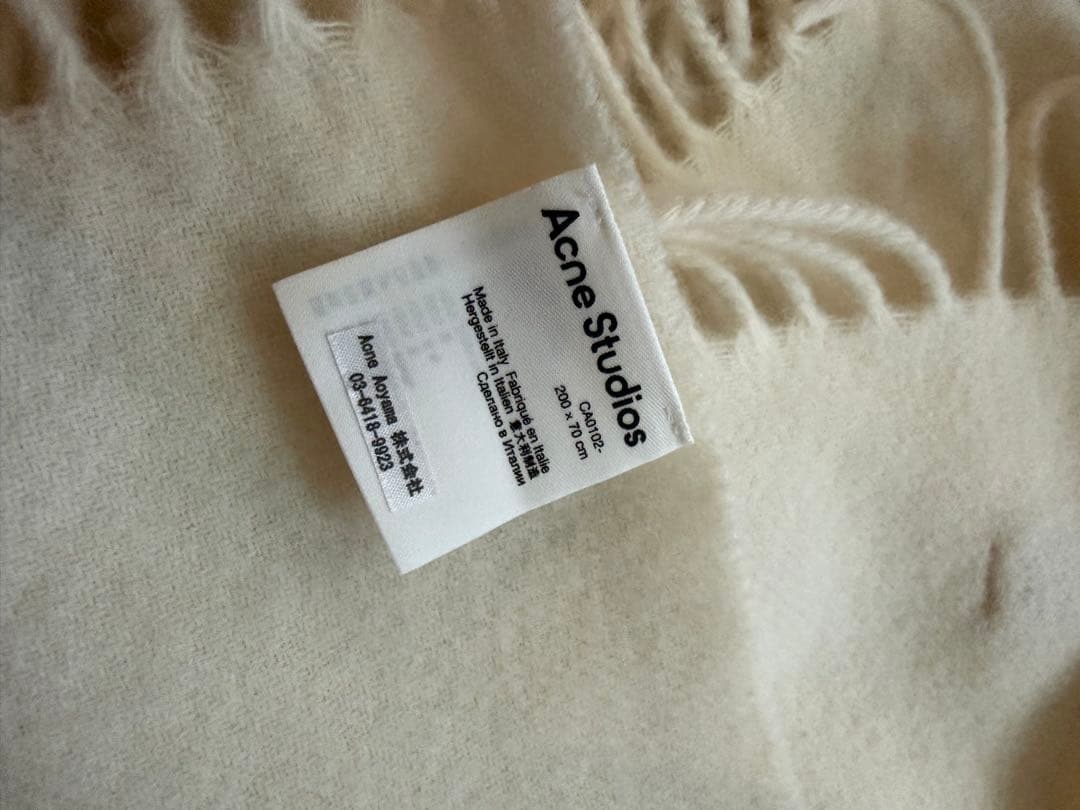 Acne Studios
CA0102-
200 x 70 cm
Made in Italy, Fabriqué en Italie
Hergestellt in Italien 意大利制造
Сделано в Италии
Acne Aoyama 株式会社
03-6418-9923